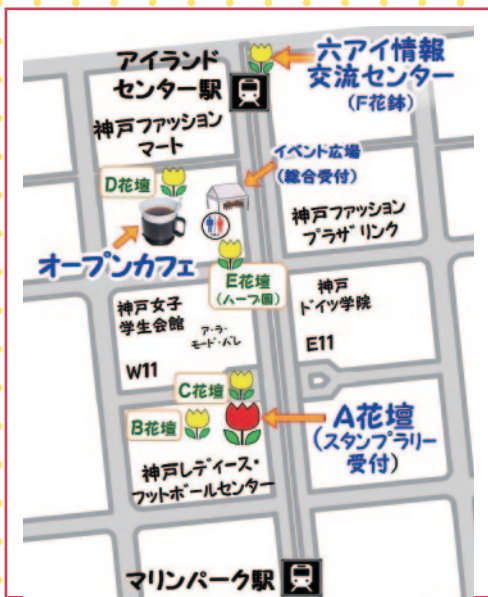 アイランド
センター駅
六アイ情報
交流センター
(F花鉢)
神戸ファッション
マート
イベント広場
(総合受付)
D花壇
神戸ファッション
プラザリンク
オープンカフェ
E花壇
(ハーブ園)
神戸
ドイツ学院
神戸女子
学生会館
ア・ラ・
モード・パレ
W11
E11
C花壇
B花壇
A花壇
(スタンプラリー
受付)
神戸レディース・
フットボールセンター
マリンパーク駅